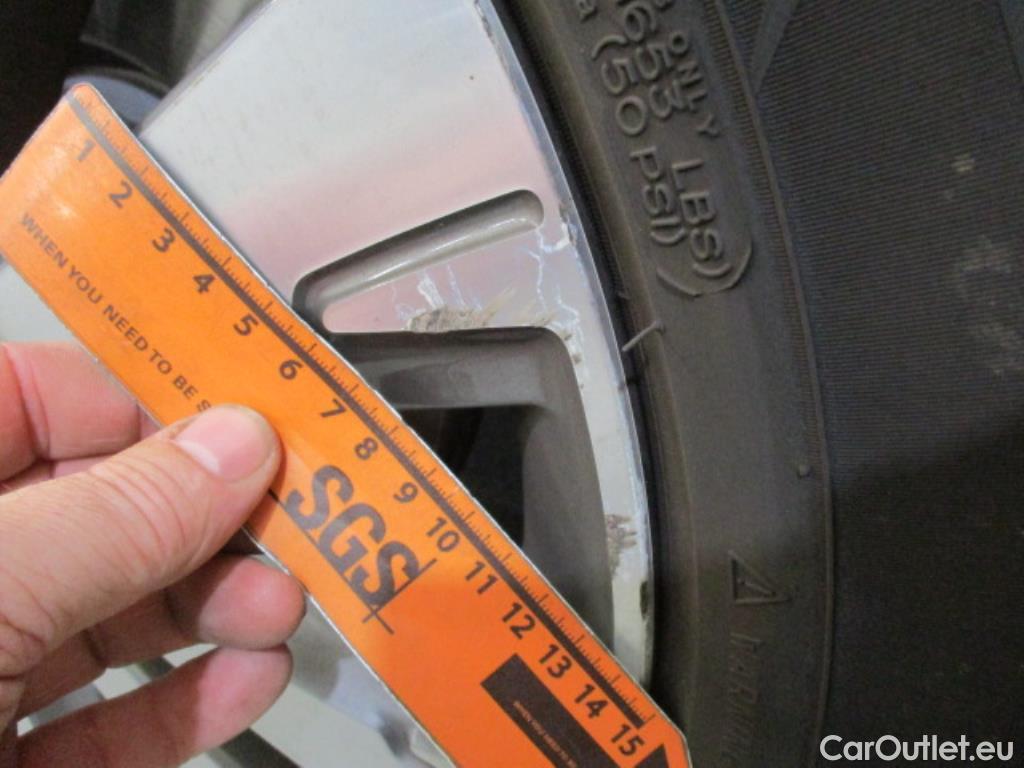 1 2 3 4 5 6 7 8 9 10 11 12 13 14 15
WHEN YOU NEED TO BE S
SGS
ONLY LBS)
(50 PSI)
CarOutlet.eu